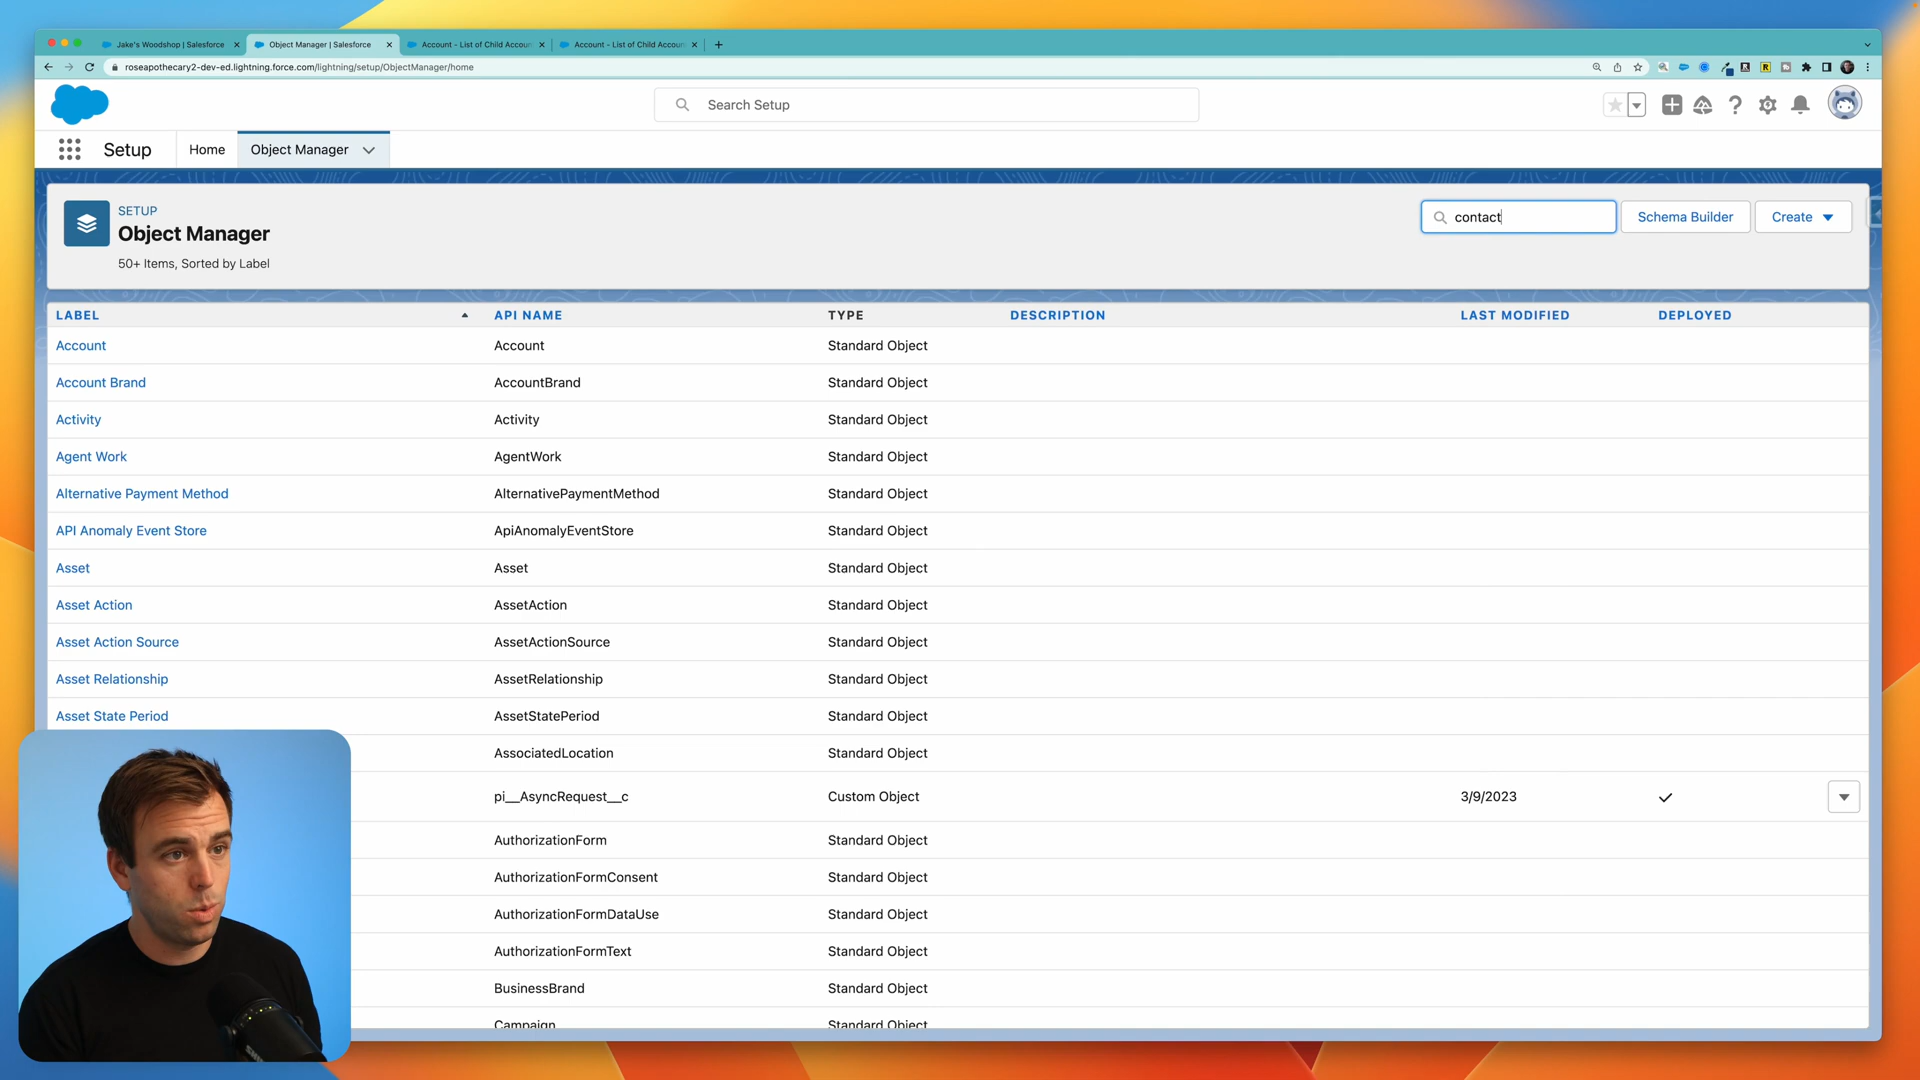 Jake's Woodshop | Salesforce
Object Manager | Salesforce
Account - List of Child Accoun
Account - List of Child Accoun
roseapothecary2-dev-ed.lightning.force.com/lightning/setup/ObjectManager/home
Search Setup
Setup
Home
Object Manager
SETUP
Object Manager
50+ Items, Sorted by Label
contact
Schema Builder
Create
LABEL API NAME TYPE DESCRIPTION LAST MODIFIED DEPLOYED
Account Account Standard Object
Account Brand AccountBrand Standard Object
Activity Activity Standard Object
Agent Work AgentWork Standard Object
Alternative Payment Method AlternativePaymentMethod Standard Object
API Anomaly Event Store ApiAnomalyEventStore Standard Object
Asset Asset Standard Object
Asset Action AssetAction Standard Object
Asset Action Source AssetActionSource Standard Object
Asset Relationship AssetRelationship Standard Object
Asset State Period AssetStatePeriod Standard Object
AssociatedLocation Standard Object
pi__AsyncRequest__c Custom Object 3/9/2023
AuthorizationForm Standard Object
AuthorizationFormConsent Standard Object
AuthorizationFormDataUse Standard Object
AuthorizationFormText Standard Object
BusinessBrand Standard Object
Campaign Standard Object